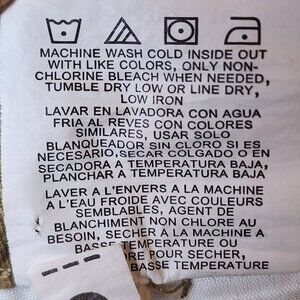 MACHINE WASH COLD INSIDE OUT
WITH LIKE COLORS, ONLY NON-
CHLORINE BLEACH WHEN NEEDED,
TUMBLE DRY LOW OR LINE DRY,
LOW IRON
LAVAR EN LAVADORA CON AGUA
FRIA AL REVES CON COLORES
SIMILARES, USAR SOLO
BLANQUEADOR SIN CLORO SI ES
NECESARIO, SECAR COLGADO O EN
SECADORA A TEMPERATURA BAJA,
PLANCHAR A TEMPERATURA BAJA
LAVER A L'ENVERS A LA MACHINE
A L'EAU FROIDE AVEC COULEURS
SEMBLABLES, AGENT DE
BLANCHIMENT NON CHLORE AU
BESOIN, SECHER A LA MACHINE A
BASSE TEMPERATURE OU
DRE POUR SECHER,
BASSE TEMPERATURE